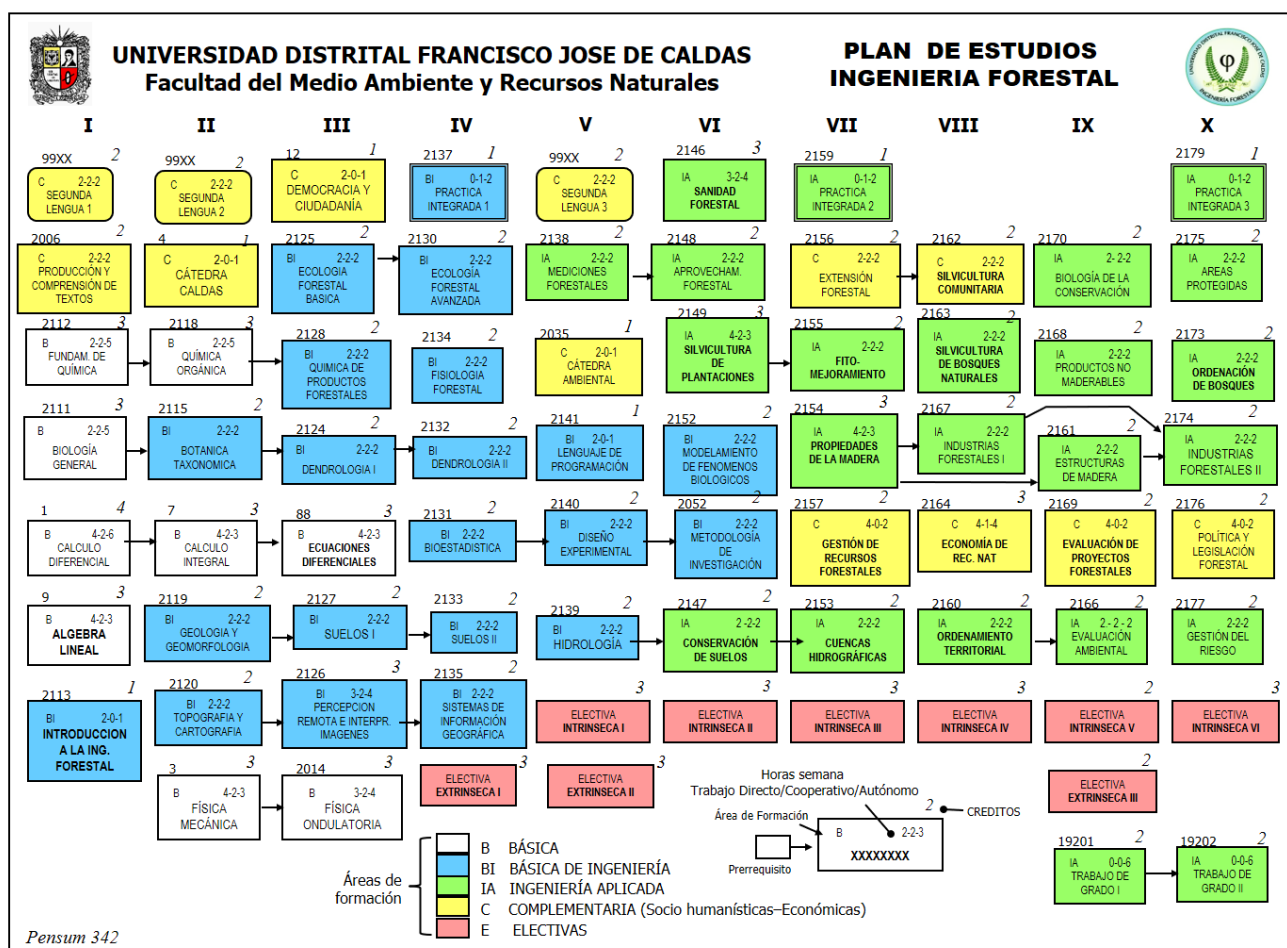 UNIVERSIDAD DISTRITAL FRANCISCO JOSE DE CALDAS
Facultad del Medio Ambiente y Recursos Naturales
PLAN DE ESTUDIOS
INGENIERIA FORESTAL
UNIVERSIDAD DISTRITAL FRANCISCO JOSE DE CALDAS
INGENIERÍA FORESTAL
I II III IV V VI VII VIII IX X
99XX 2
C 2-2-2
SEGUNDA
LENGUA 1
99XX 2
C 2-2-2
SEGUNDA
LENGUA 2
12 1
C 2-0-1
DEMOCRACIA Y
CIUDADANÍA
2137 1
BI 0-1-2
PRACTICA
INTEGRADA 1
99XX 2
C 2-2-2
SEGUNDA
LENGUA 3
2146 3
IA 3-2-4
SANIDAD
FORESTAL
2159 1
IA 0-1-2
PRACTICA
INTEGRADA 2
2179 1
IA 0-1-2
PRACTICA
INTEGRADA 3
2006 2
C 2-2-2
PRODUCCIÓN Y
COMPRENSIÓN DE
TEXTOS
4 1
C 2-0-1
CÁTEDRA
CALDAS
2125 2
BI 2-2-2
ECOLOGIA
FORESTAL
BASICA
2130 2
BI 2-2-2
ECOLOGÍA
FORESTAL
AVANZADA
2138 2
IA 2-2-2
MEDICIONES
FORESTALES
2148 2
IA 2-2-2
APROVECHAM.
FORESTAL
2156 2
C 2-2-2
EXTENSIÓN
FORESTAL
2162 2
C 2-2-2
SILVICULTURA
COMUNITARIA
2170 2
IA 2- 2-2
BIOLOGÍA DE LA
CONSERVACIÓN
2175 2
IA 2-2-2
AREAS
PROTEGIDAS
2112 3
B 2-2-5
FUNDAM. DE
QUÍMICA
2118 3
B 2-2-5
QUÍMICA
ORGÁNICA
2128 2
BI 2-2-2
QUIMICA DE
PRODUCTOS
FORESTALES
2134 2
BI 2-2-2
FISIOLOGIA
FORESTAL
2035 1
C 2-0-1
CÁTEDRA
AMBIENTAL
2149 3
IA 4-2-3
SILVICULTURA
DE
PLANTACIONES
2155 2
IA 2-2-2
FITO-
MEJORAMIENTO
2163 2
IA 2-2-2
SILVICULTURA
DE BOSQUES
NATURALES
2168 2
IA 2-2-2
PRODUCTOS NO
MADERABLES
2173 2
IA 2-2-2
ORDENACIÓN
DE BOSQUES
2111 3
B 2-2-5
BIOLOGÍA
GENERAL
2115 2
BI 2-2-2
BOTANICA
TAXONOMICA
2124 2
BI 2-2-2
DENDROLOGIA I
2132 2
BI 2-2-2
DENDROLOGIA II
2141 1
BI 2-0-1
LENGUAJE DE
PROGRAMACIÓN
2152 2
BI 2-2-2
MODELAMIENTO
DE FENOMENOS
BIOLOGICOS
2154 3
IA 4-2-3
PROPIEDADES
DE LA MADERA
2167 2
IA 2-2-2
INDUSTRIAS
FORESTALES I
2161 2
IA 2-2-2
ESTRUCTURAS
DE MADERA
2174 2
IA 2-2-2
INDUSTRIAS
FORESTALES II
1 4
B 4-2-6
CALCULO
DIFERENCIAL
7 3
B 4-2-3
CALCULO
INTEGRAL
88 3
B 4-2-3
ECUACIONES
DIFERENCIALES
2131 2
BI 2-2-2
BIOESTADISTICA
2140 2
BI 2-2-2
DISEÑO
EXPERIMENTAL
2052 2
BI 2-2-2
METODOLOGÍA
DE
INVESTIGACIÓN
2157 2
C 4-0-2
GESTIÓN DE
RECURSOS
FORESTALES
2164 3
C 4-1-4
ECONOMÍA DE
REC. NAT
2169 2
C 4-0-2
EVALUACIÓN DE
PROYECTOS
FORESTALES
2176 2
C 4-0-2
POLÍTICA Y
LEGISLACIÓN
FORESTAL
9 3
B 4-2-3
ALGEBRA
LINEAL
2119 2
BI 2-2-2
GEOLOGIA Y
GEOMORFOLOGIA
2127 2
BI 2-2-2
SUELOS I
2133 2
BI 2-2-2
SUELOS II
2139 2
BI 2-2-2
HIDROLOGÍA
2147 2
IA 2 -2-2
CONSERVACIÓN
DE SUELOS
2153 2
IA 2-2-2
CUENCAS
HIDROGRÁFICAS
2160 2
IA 2-2-2
ORDENAMIENTO
TERRITORIAL
2166 2
IA 2 - 2 - 2
EVALUACIÓN
AMBIENTAL
2177 2
IA 2-2-2
GESTIÓN DEL
RIESGO
2113 1
BI 2-0-1
INTRODUCCION
A LA ING.
FORESTAL
2120 2
BI 2-2-2
TOPOGRAFIA Y
CARTOGRAFIA
2126 3
BI 3-2-4
PERCEPCION
REMOTA E INTERPR.
IMAGENES
2135 2
BI 2-2-2
SISTEMAS DE
INFORMACIÓN
GEOGRÁFICA
3
ELECTIVA
INTRINSECA I
3
ELECTIVA
INTRINSECA II
3
ELECTIVA
INTRINSECA III
3
ELECTIVA
INTRINSECA IV
2
ELECTIVA
INTRINSECA V
3
ELECTIVA
INTRINSECA VI
3 3
B 4-2-3
FÍSICA
MECÁNICA
2014 3
B 3-2-4
FÍSICA
ONDULATORIA
3
ELECTIVA
EXTRINSECA I
3
ELECTIVA
EXTRINSECA II
2
ELECTIVA
EXTRINSECA III
Horas semana
Trabajo Directo/Cooperativo/Autónomo
Área de Formación
2 CREDITOS
B 2-2-3
XXXXXXXX
Prerrequisito
19201 2
IA 0-0-6
TRABAJO DE
GRADO I
19202 2
IA 0-0-6
TRABAJO DE
GRADO II
Áreas de
formación
B BÁSICA
BI BÁSICA DE INGENIERÍA
IA INGENIERÍA APLICADA
C COMPLEMENTARIA (Socio humanísticas–Económicas)
E ELECTIVAS
Pensum 342